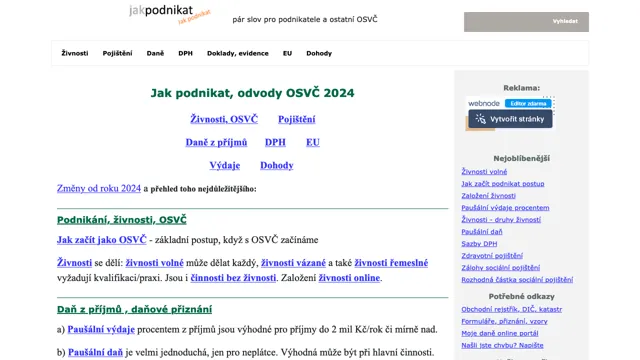 jakpodnikat
jak podnikat
pár slov pro podnikatele a ostatní OSVČ
Vyhledat
Živnosti Pojištění Daně DPH Doklady, evidence EU Dohody
Jak podnikat, odvody OSVČ 2024
Živnosti, OSVČ Pojištění
Daně z příjmů DPH EU
Výdaje Dohody
Změny od roku 2024 a přehled toho nejdůležitějšího:
Podnikání, živnosti, OSVČ
Jak začít jako OSVČ - základní postup, když s OSVČ začínáme
Živnosti se dělí: živnosti volné může dělat každý, živnosti vázané a také živnosti řemeslné
vyžadují kvalifikaci/praxi. Jsou i činnosti bez živnosti. Založení živnosti online.
Daň z příjmů , daňové přiznání
a) Paušální výdaje procentem z příjmů jsou výhodné pro příjmy do 2 mil Kč/rok či mírně nad.
b) Paušální daň je velmi jednoduchá, jen pro neplátce. Výhodná může být při hlavní činnosti.
Reklama:
webnode Editor zdarma
Vytvořit stránky
Nejoblíbenější
Živnosti volné
Jak začít podnikat postup
Založení živnosti
Paušální výdaje procentem
Živnosti - druhy živností
Paušální daň
Sazby DPH
Zdravotní pojištění
Zálohy sociální pojištění
Rozhodná částka sociální pojištění
Potřebné odkazy
Obchodní rejstřík, DIČ, katastr
Formuláře, přiznání, vzory
Moje daně online portál
Našli jste chybu? Napište